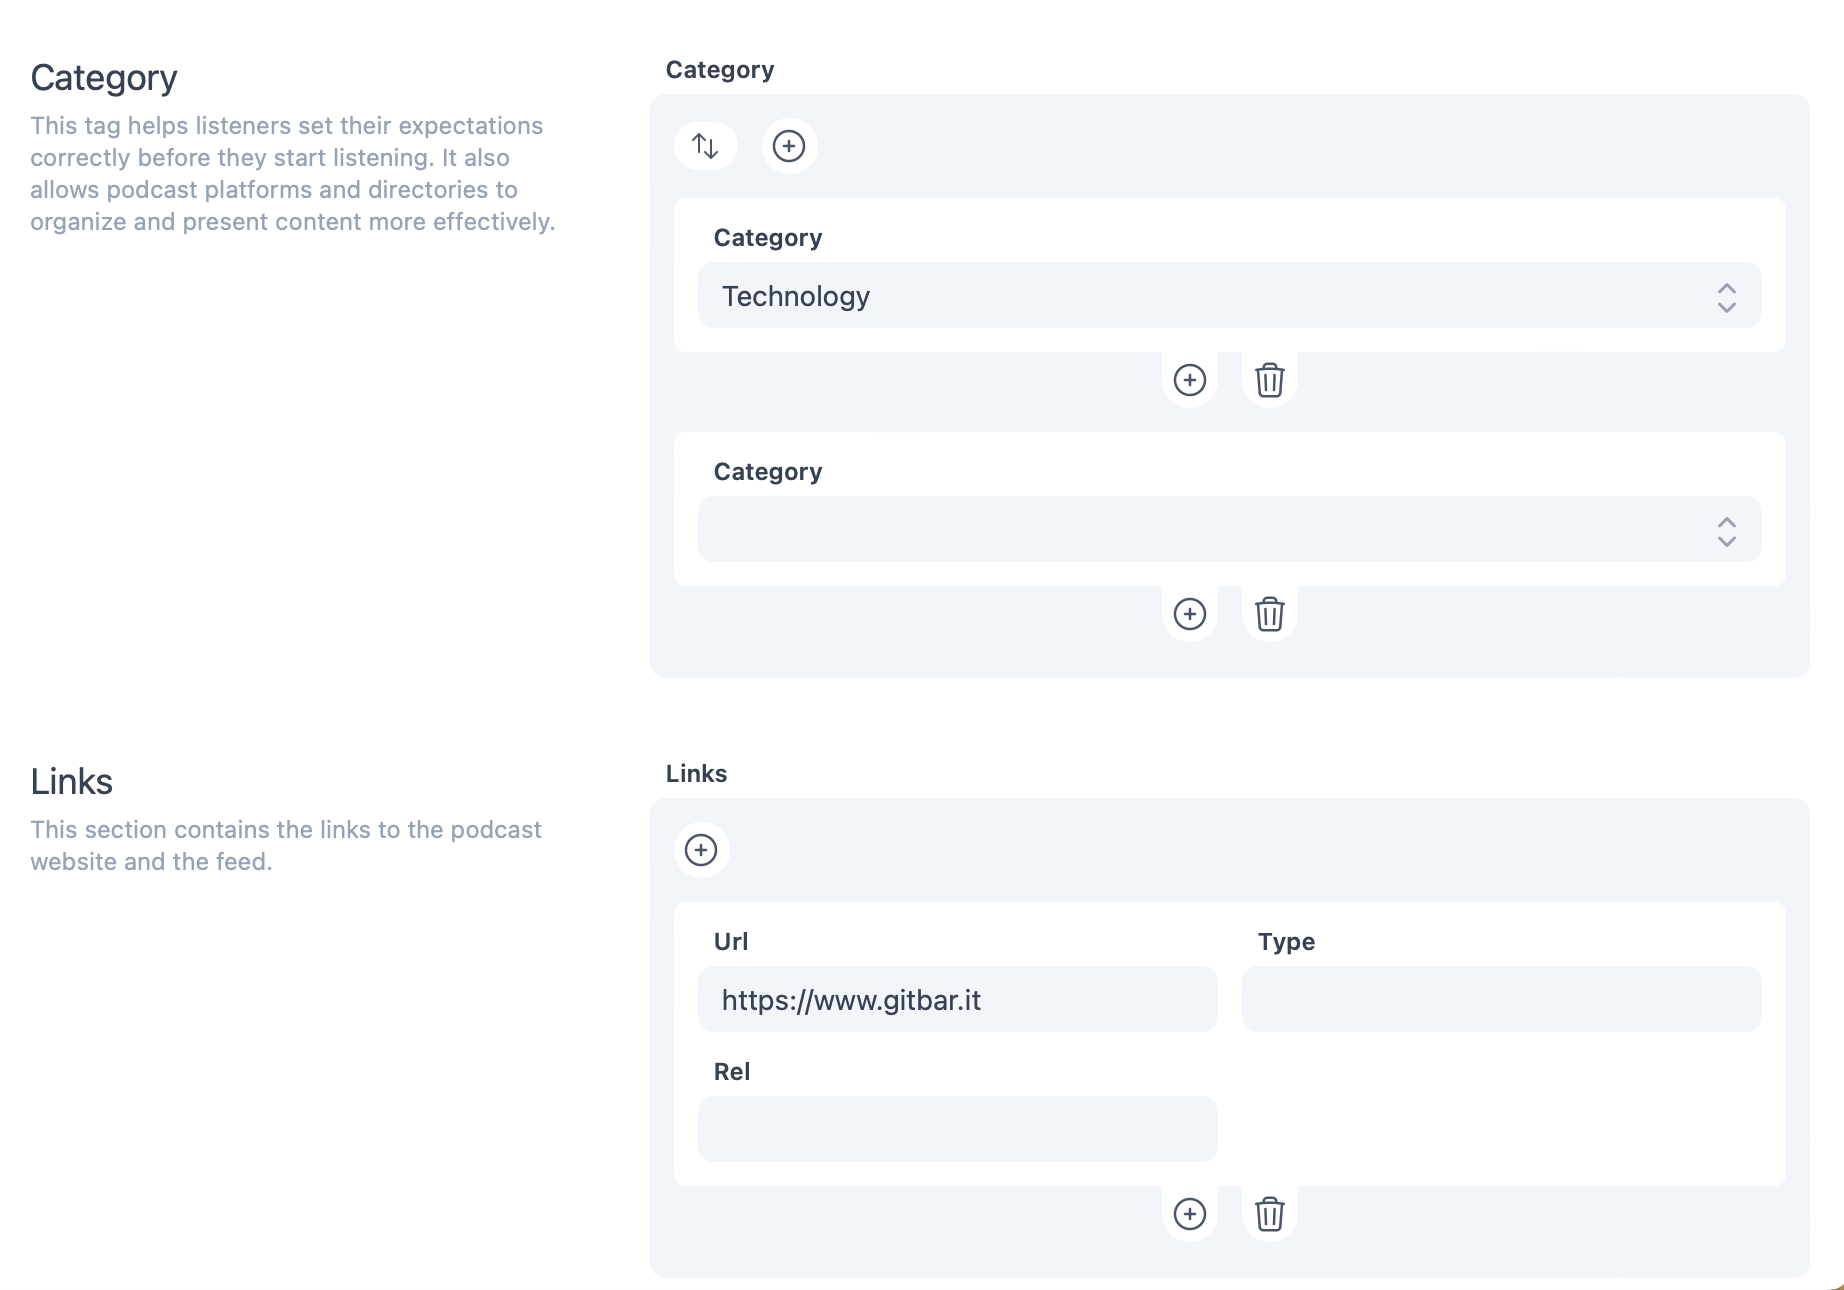 Category
This tag helps listeners set their expectations
correctly before they start listening. It also
allows podcast platforms and directories to
organize and present content more effectively.
Category
Category
Technology
Category
Links
This section contains the links to the podcast
website and the feed.
Links
Url
Type
https://www.gitbar.it
Rel